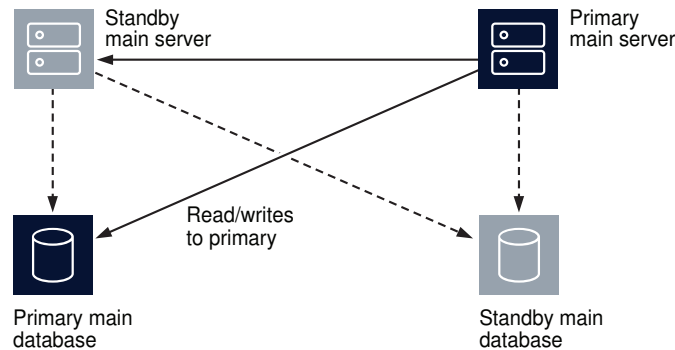 Standby
main server
Primary
main server
Read/writes
to primary
Primary main
database
Standby main
database